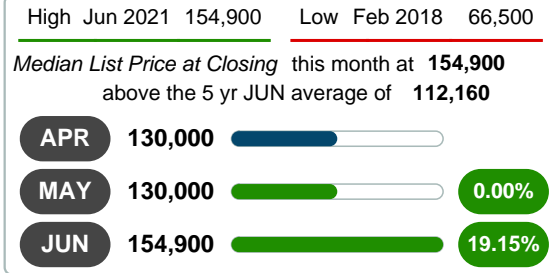 High Jun 2021 154,900 Low Feb 2018 66,500
Median List Price at Closing this month at 154,900
above the 5 yr JUN average of 112,160
APR 130,000
MAY 130,000 0.00%
JUN 154,900 19.15%